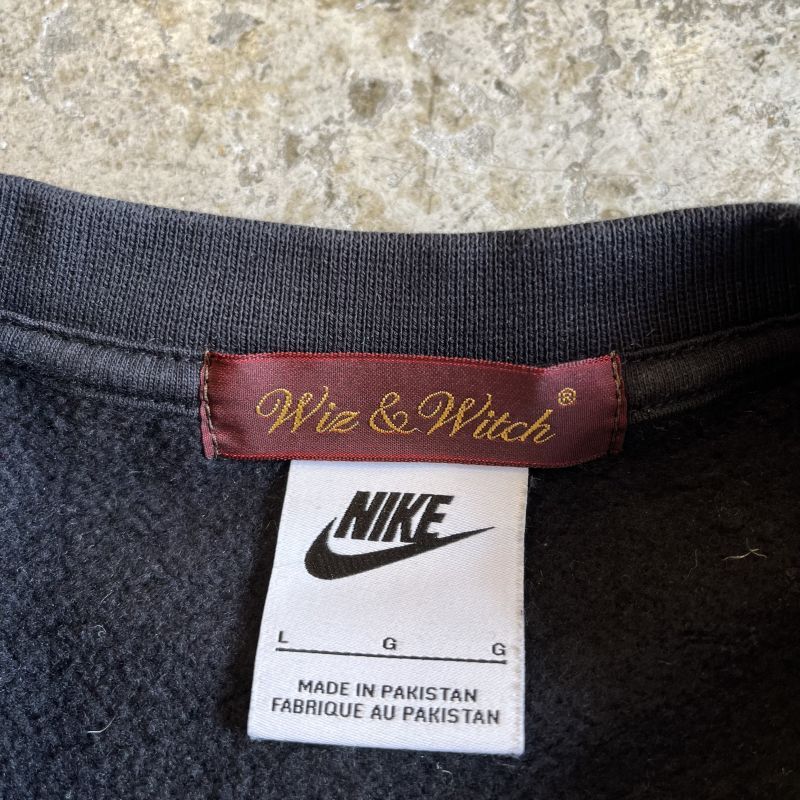 Wiz & Witch ®
NIKE
L G G
MADE IN PAKISTAN
FABRIQUE AU PAKISTAN